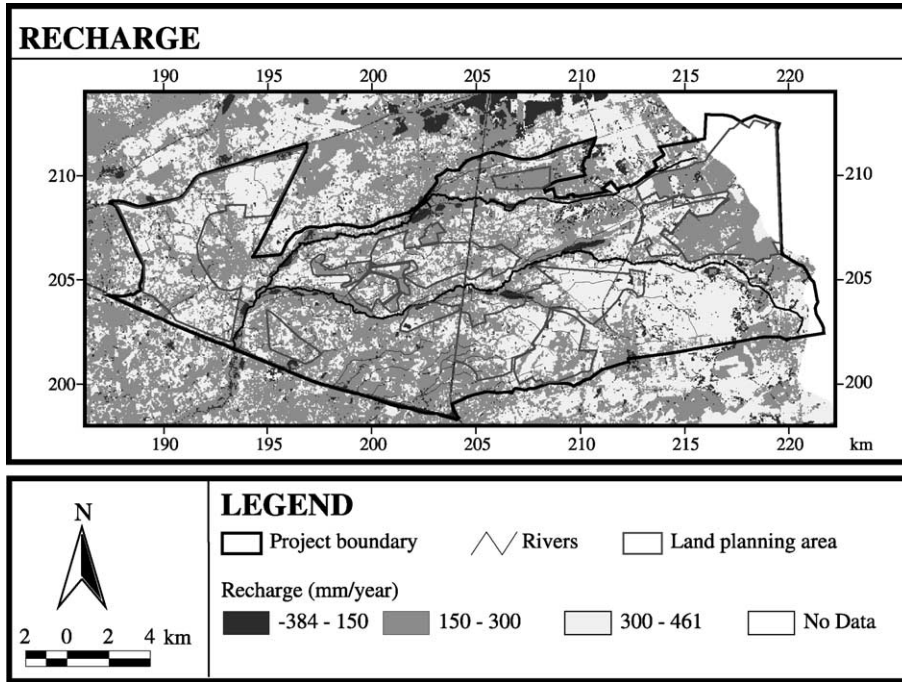 RECHARGE
190 195 200 205 210 215 220
210 210
205 205
200 200
190 195 200 205 210 215 220 km
N
2 0 2 4 km
LEGEND
Project boundary Rivers Land planning area
Recharge (mm/year)
-384 - 150 150 - 300 300 - 461 No Data